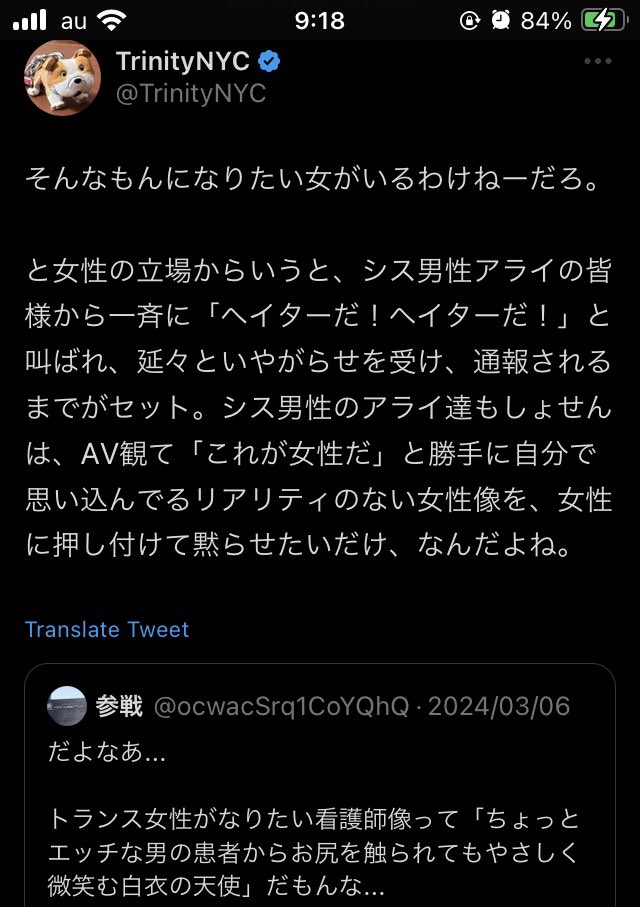 au 9:18 84%
TrinityNYC
@TrinityNYC
そんなもんになりたい女がいるわけねーだろ。
と女性の立場からいうと、シス男性アライの皆
様から一斉に「ヘイターだ！ヘイターだ！」と
叫ばれ、延々といやがらせを受け、通報される
までがセット。シス男性のアライ達もしょせん
は、AV観て「これが女性だ」と勝手に自分で
思い込んでるリアリティのない女性像を、女性
に押し付けて黙らせたいだけ、なんだよね。
Translate Tweet
参戦 @ocwacSrq1CoYQhQ · 2024/03/06
だよなあ...
トランス女性がなりたい看護師像って「ちょっと
エッチな男の患者からお尻を触られてもやさしく
微笑む白衣の天使」だもんな...